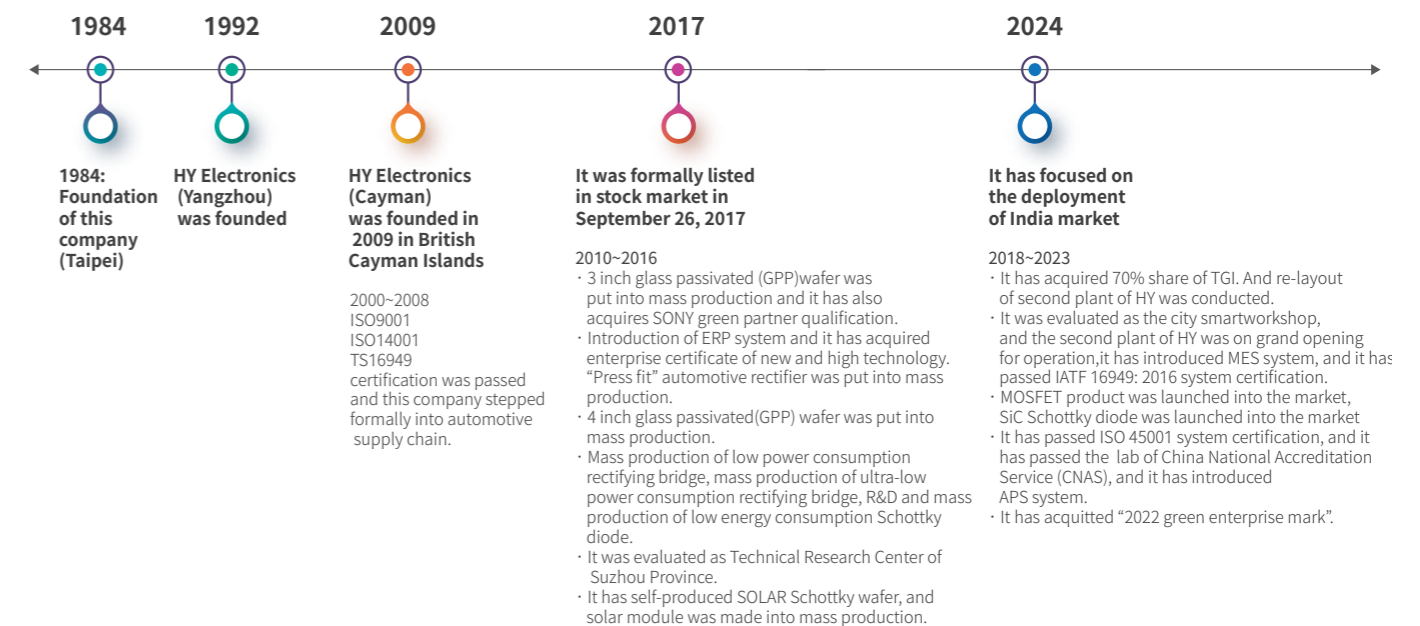 1984
1992
2009
2017
2024
1984:
Foundation
of this
company
(Taipei)
HY Electronics
(Yangzhou)
was founded
HY Electronics
(Cayman)
was founded in
2009 in British
Cayman Islands
2000~2008
ISO9001
ISO14001
TS16949
certification was passed
and this company stepped
formally into automotive
supply chain.
It was formally listed
in stock market in
September 26, 2017
2010~2016
· 3 inch glass passivated (GPP)wafer was
put into mass production and it has also
acquires SONY green partner qualification.
· Introduction of ERP system and it has acquired
enterprise certificate of new and high technology.
“Press fit” automotive rectifier was put into mass
production.
· 4 inch glass passivated(GPP) wafer was put into
mass production.
· Mass production of low power consumption
rectifying bridge, mass production of ultra-low
power consumption rectifying bridge, R&D and mass
production of low energy consumption Schottky
diode.
· It was evaluated as Technical Research Center of
Suzhou Province.
· It has self-produced SOLAR Schottky wafer, and
solar module was made into mass production.
It has focused on
the deployment
of India market
2018~2023
· It has acquired 70% share of TGI. And re-layout
of second plant of HY was conducted.
· It was evaluated as the city smartworkshop,
and the second plant of HY was on grand opening
for operation,it has introduced MES system, and it has
passed IATF 16949: 2016 system certification.
· MOSFET product was launched into the market,
SiC Schottky diode was launched into the market
· It has passed ISO 45001 system certification, and it
has passed the lab of China National Accreditation
Service (CNAS), and it has introduced
APS system.
· It has acquitted “2022 green enterprise mark”.